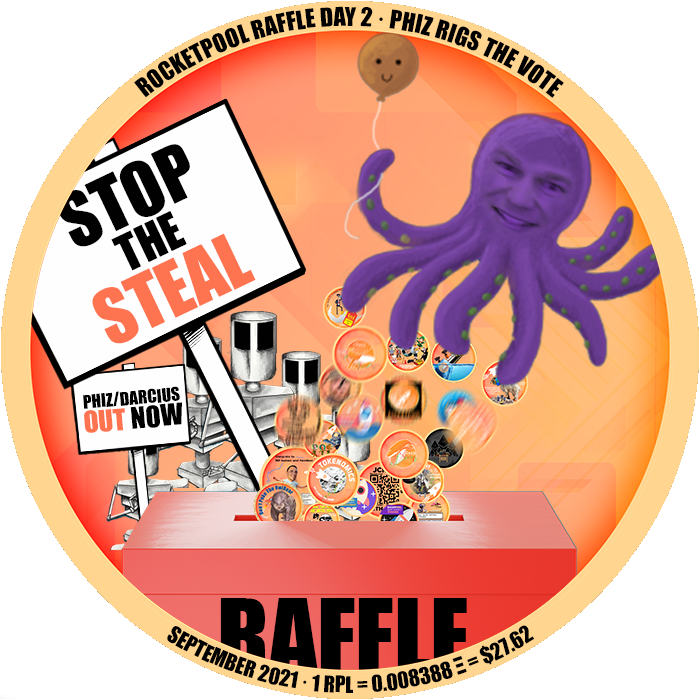 ROCKETPOOL RAFFLE DAY 2 · PHIZ RIGS THE VOTE
STOP
THE
STEAL
PHIZ/DARCIUS
OUT NOW
TOKENOMICS
RAFFLE
SEPTEMBER 2021 · 1 RPL = 0.008388 Ξ = $27.62